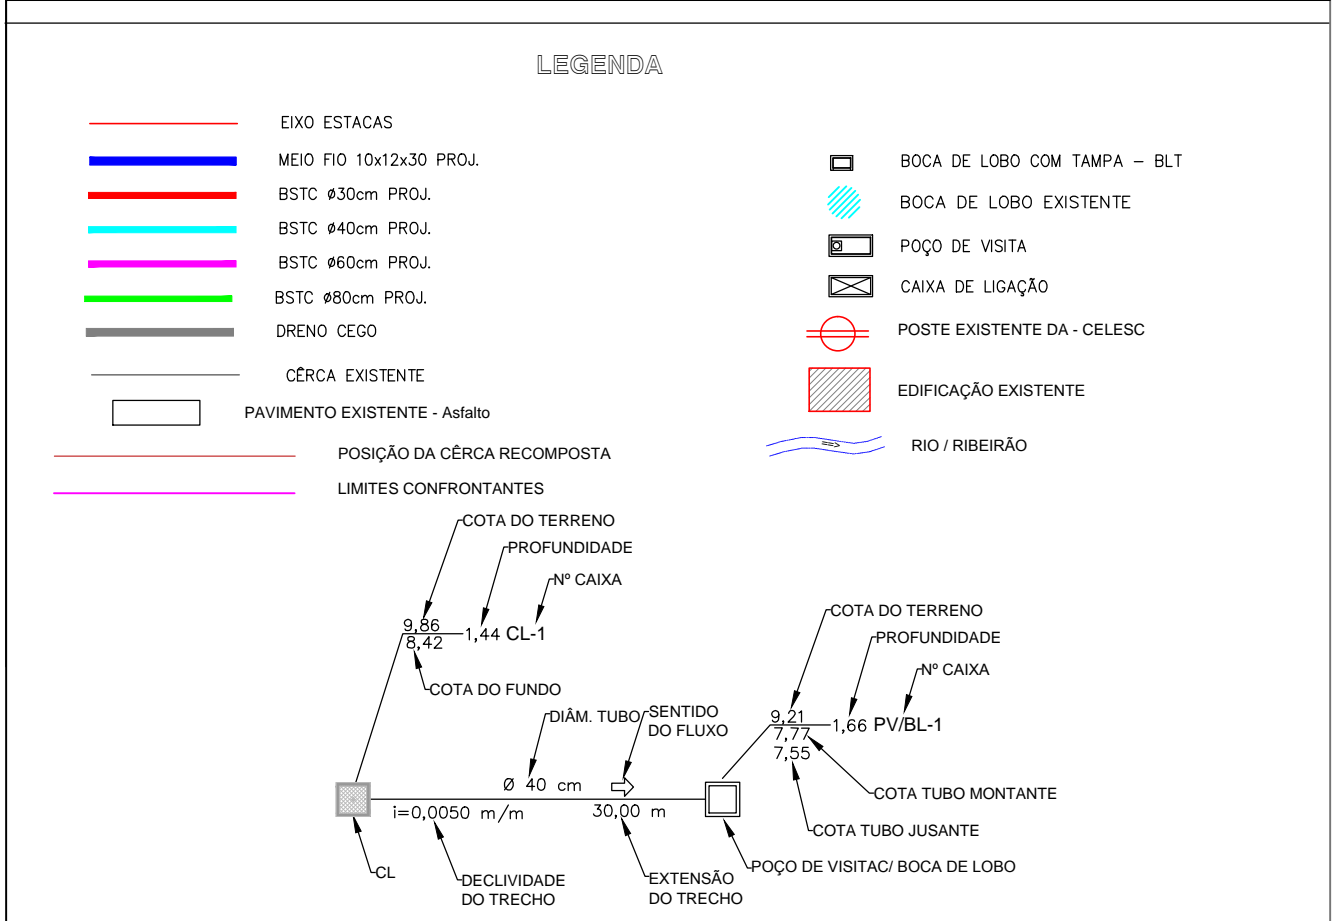 LEGENDA
EIXO ESTACAS
MEIO FIO 10x12x30 PROJ.
BSTC Ø30cm PROJ.
BSTC Ø40cm PROJ.
BSTC Ø60cm PROJ.
BSTC Ø80cm PROJ.
DRENO CEGO
CÊRCA EXISTENTE
PAVIMENTO EXISTENTE - Asfalto
POSIÇÃO DA CÊRCA RECOMPOSTA
LIMITES CONFRONTANTES
BOCA DE LOBO COM TAMPA - BLT
BOCA DE LOBO EXISTENTE
POÇO DE VISITA
CAIXA DE LIGAÇÃO
POSTE EXISTENTE DA - CELESC
EDIFICAÇÃO EXISTENTE
RIO / RIBEIRÃO
COTA DO TERRENO
PROFUNDIDADE
Nº CAIXA
9,86
1,44 CL-1
8,42
COTA DO FUNDO
DIÂM. TUBO
SENTIDO
DO FLUXO
Ø 40 cm
i=0,0050 m/m
30,00 m
CL
DECLIVIDADE
DO TRECHO
EXTENSÃO
DO TRECHO
COTA DO TERRENO
PROFUNDIDADE
Nº CAIXA
9,21
1,66 PV/BL-1
7,77
7,55
COTA TUBO MONTANTE
COTA TUBO JUSANTE
POÇO DE VISITAC/ BOCA DE LOBO